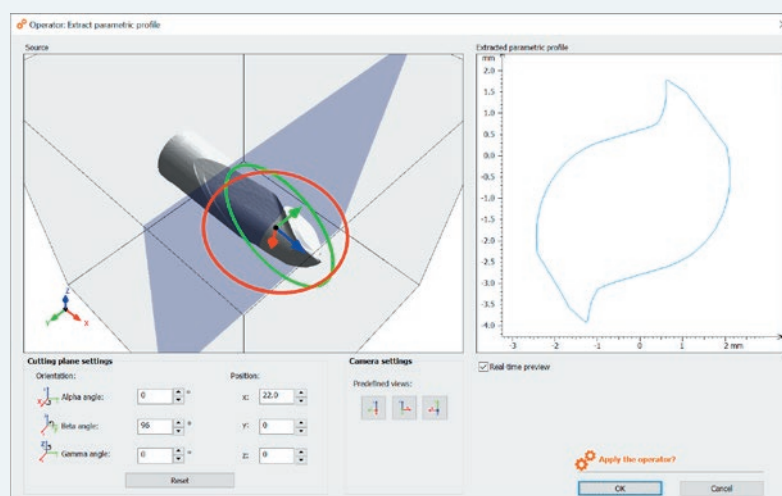 Operator: Extract parametric profile
Source
Extracted parametric profile
mm
2.0
1.5
1.0
0.5
0.0
-0.5
-1.0
-1.5
-2.0
-2.5
-3.0
-3.5
-4.0
-3 -2 -1 0 1 2 mm
Z
Y X
Cutting plane settings
Orientation: Position:
Alpha angle: 0 ° X: 22.0
Beta angle: 96 ° Y: 0
Gamma angle: 0 ° Z: 0
Reset
Camera settings
Predefined views:
Real-time preview
Apply the operator?
OK Cancel